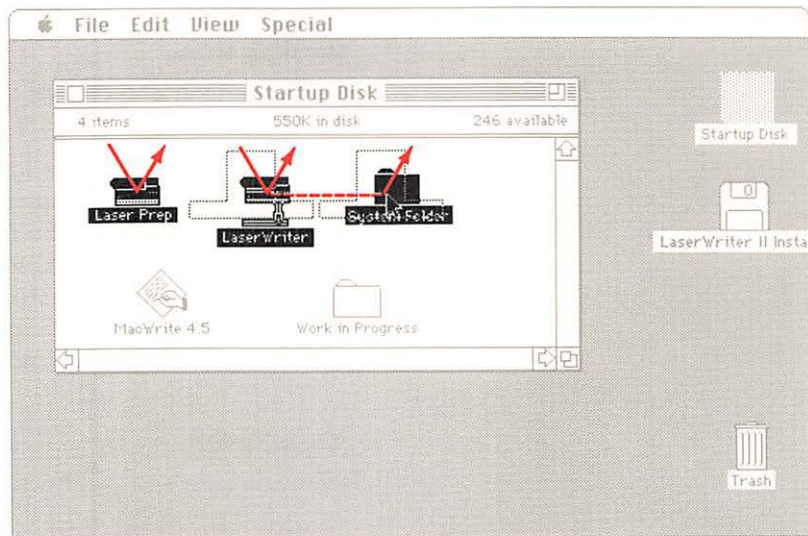 File Edit View Special
Startup Disk
4 items 550K in disk 246 available
Startup Disk
Laser Prep
LaserWriter
System Folder
LaserWriter II Insta
MacWrite 4.5
Work in Progress
Trash